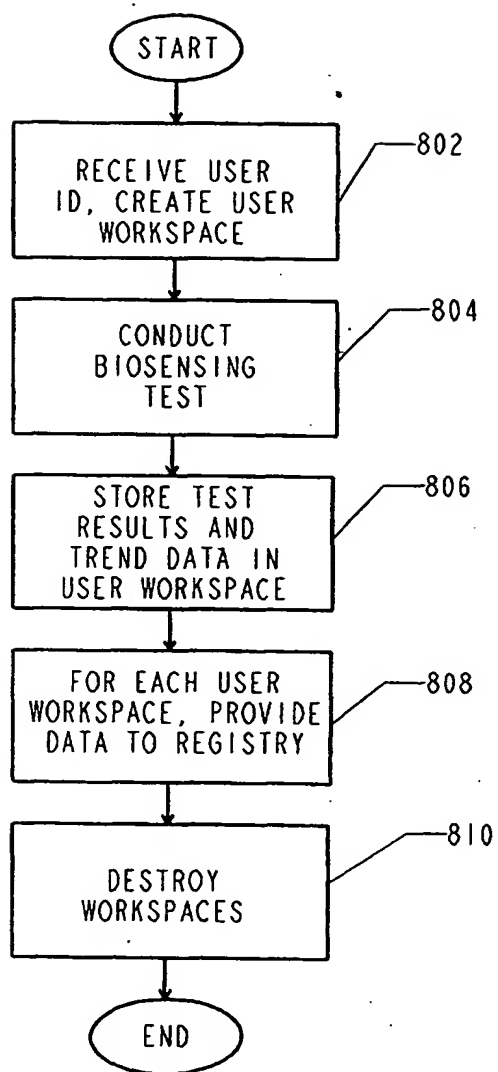 START
RECEIVE USER
ID, CREATE USER
WORKSPACE
802
CONDUCT
BIOSENSING
TEST
804
STORE TEST
RESULTS AND
TREND DATA IN
USER WORKSPACE
806
FOR EACH USER
WORKSPACE, PROVIDE
DATA TO REGISTRY
808
DESTROY
WORKSPACES
810
END